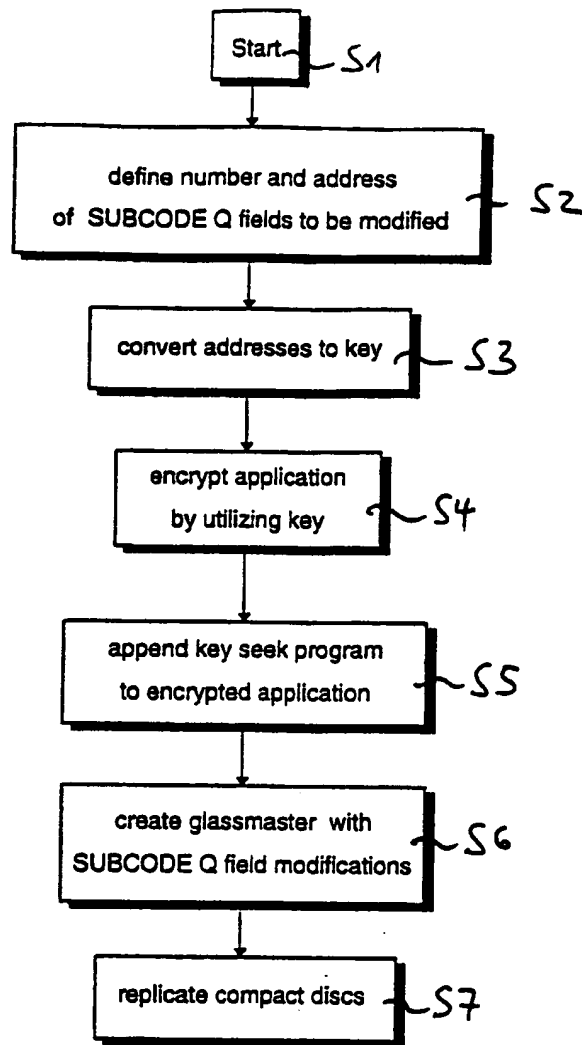 Start
S1
define number and address
of SUBCODE Q fields to be modified
S2
convert addresses to key
S3
encrypt application
by utilizing key
S4
append key seek program
to encrypted application
S5
create glassmaster with
SUBCODE Q field modifications
S6
replicate compact discs
S7